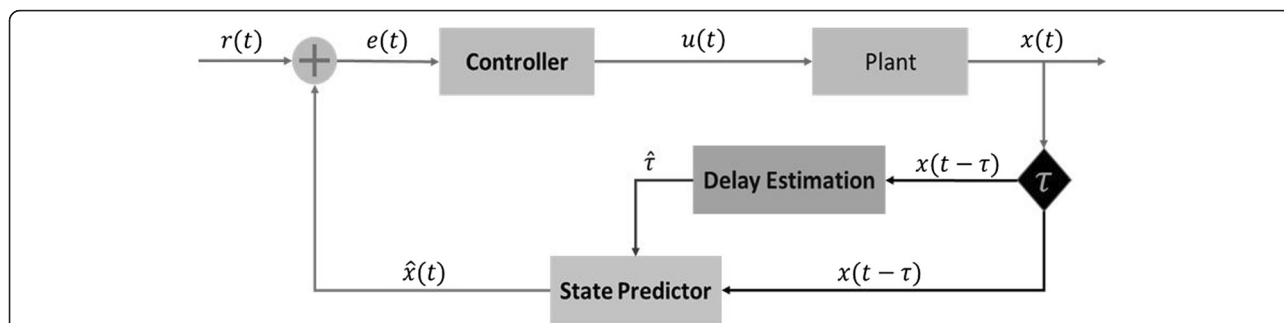 r(t)
+
e(t)
Controller
u(t)
Plant
x(t)
τ̂
Delay Estimation
x(t − τ)
τ
x̂(t)
State Predictor
x(t − τ)